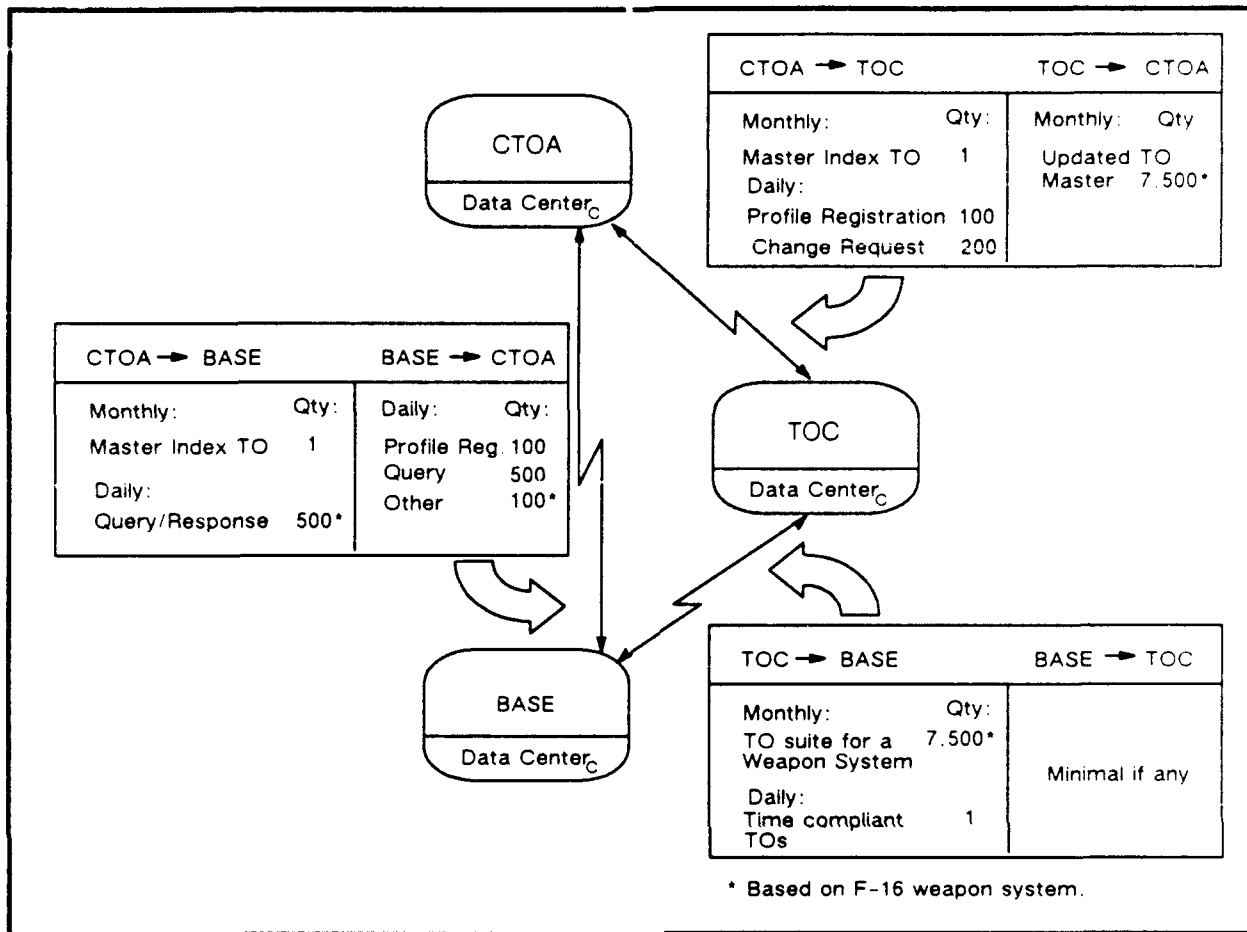 CTOA → TOC    TOC → CTOA
Monthly:    Qty:    Monthly:    Qty
Master Index TO    1    Updated TO
Daily:    Master    7.500*
Profile Registration    100
Change Request    200
CTOA
Data Center C
CTOA → BASE    BASE → CTOA
Monthly:    Qty:    Daily:    Qty:
Master Index TO    1    Profile Reg.    100
Query    500
Daily:    Other    100*
Query/Response    500*
TOC
Data Center C
BASE
Data Center C
TOC → BASE    BASE → TOC
Monthly:    Qty:
TO suite for a    7.500*
Weapon System    Minimal if any
Daily:
Time compliant    1
TOs
* Based on F-16 weapon system.